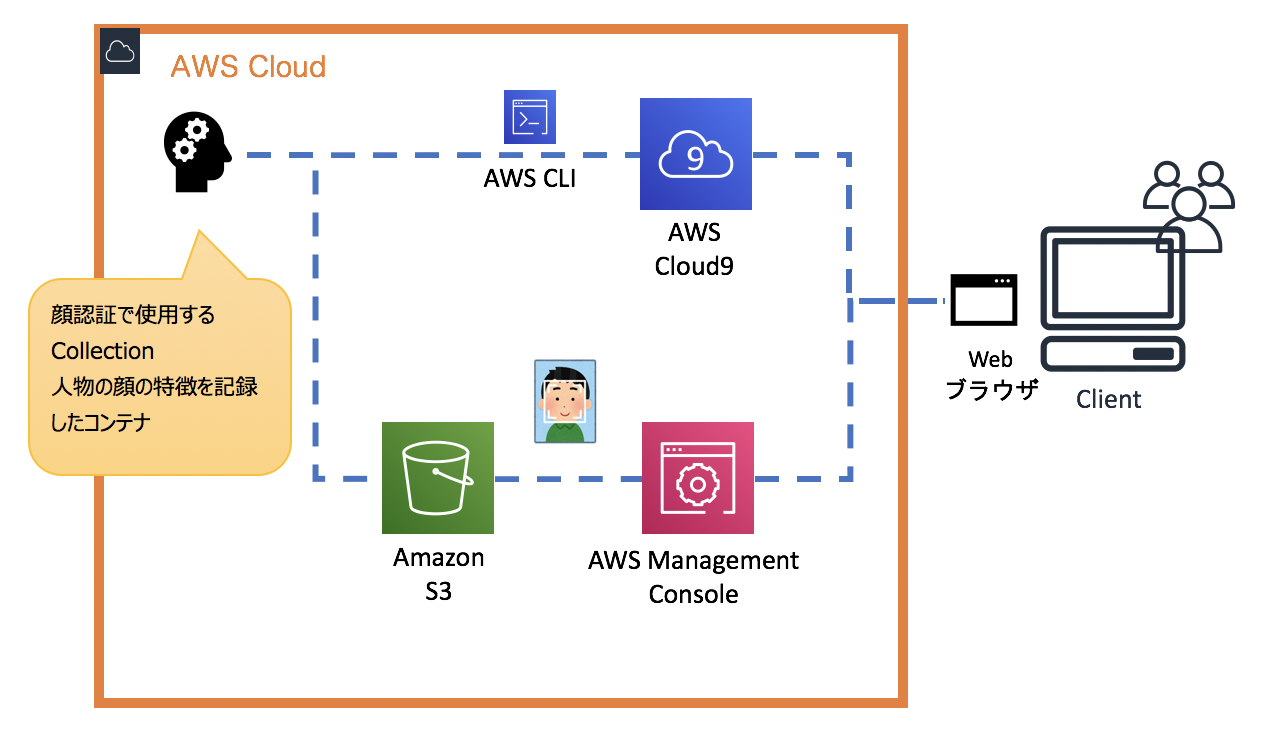 AWS Cloud
AWS CLI
9
AWS
Cloud9
顔認証で使用する
Collection
人物の顔の特徴を記録
したコンテナ
Amazon
S3
AWS Management
Console
Web
ブラウザ
Client